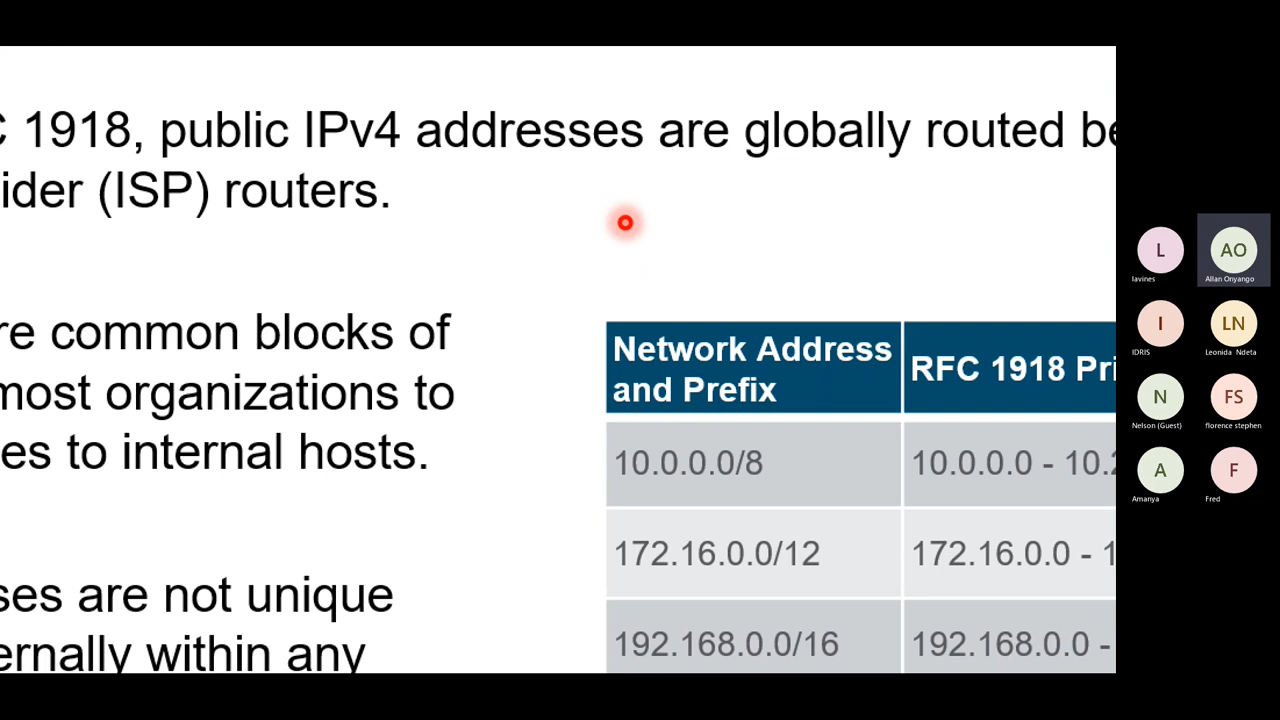 1918, public IPv4 addresses are globally routed
ider (ISP) routers.
re common blocks of
most organizations to
es to internal hosts.
ses are not unique
ernally within any
Network Address
and Prefix
RFC 1918 Pri
10.0.0.0/8
10.0.0.0 - 10.
172.16.0.0/12
172.16.0.0 - 1
192.168.0.0/16
192.168.0.0 -
L
lavines
AO
Allan Onyango
I
IDRIS
LN
Leonida Ndeta
N
Nelson (Guest)
FS
florence stephen
A
Amanya
F
Fred